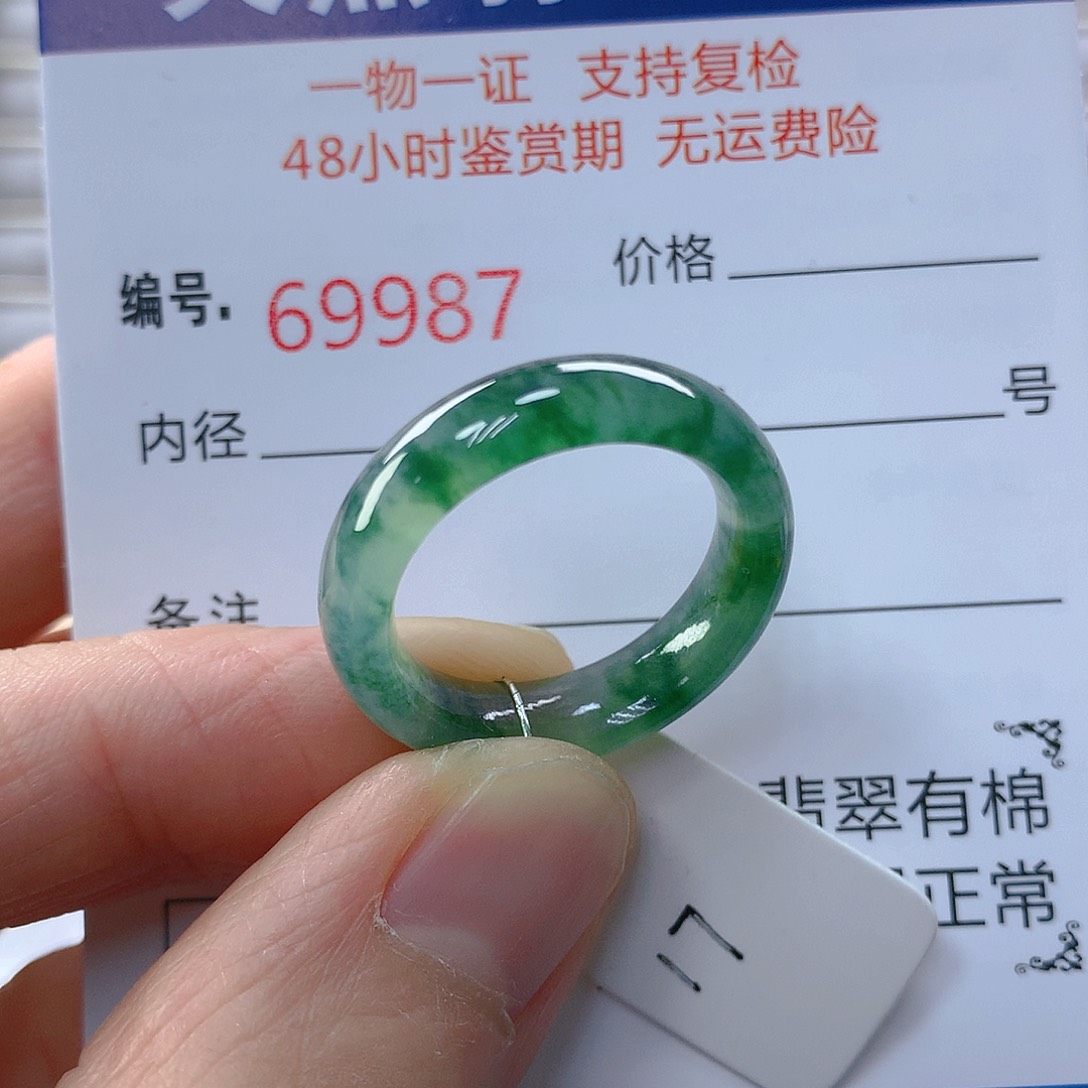 一物一证 支持复检
48小时鉴赏期 无运费险
编号. 69987
价格
内径 号
备注
翡翠有棉
正常
17